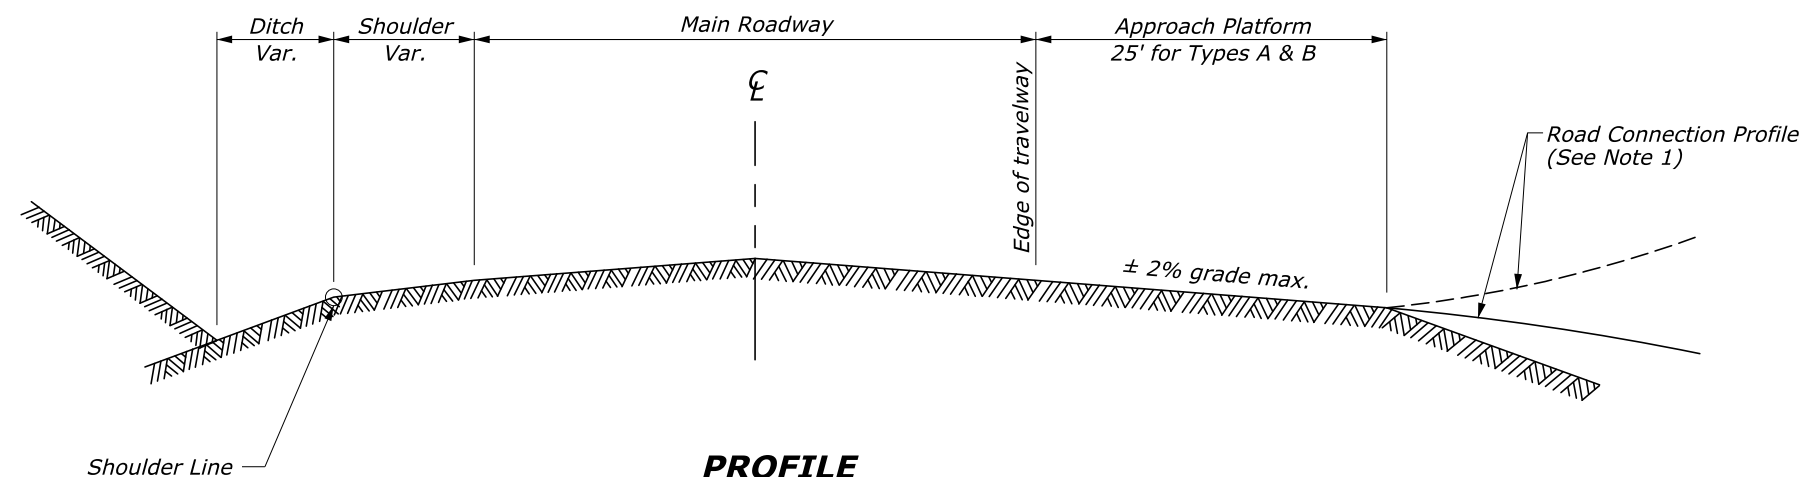 Ditch
Var.
Shoulder
Var.
Main Roadway
Approach Platform
25' for Types A & B
℄
Edge of travelway
Road Connection Profile
(See Note 1)
± 2% grade max.
Shoulder Line
PROFILE